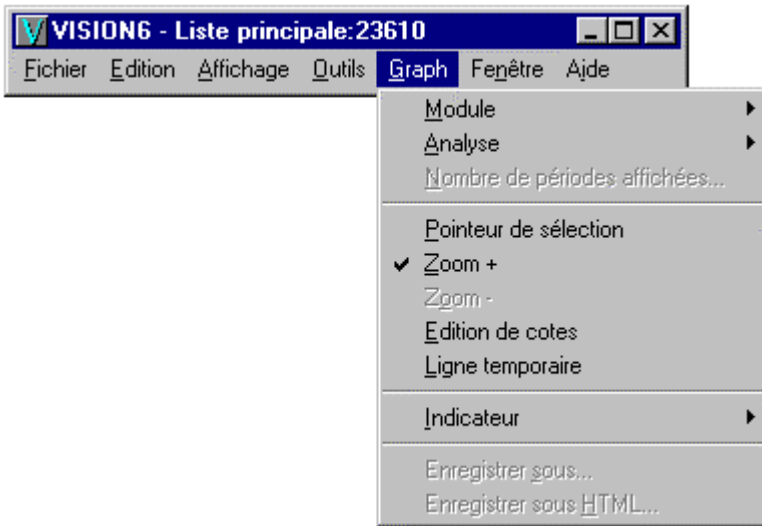 VISION6 - Liste principale:23610
Fichier Edition Affichage Outils Graph Fenêtre Aide
Module
Analyse
Nombre de périodes affichées...
Pointeur de sélection
Zoom +
Zoom -
Edition de cotes
Ligne temporaire
Indicateur
Enregistrer sous...
Enregistrer sous HTML...